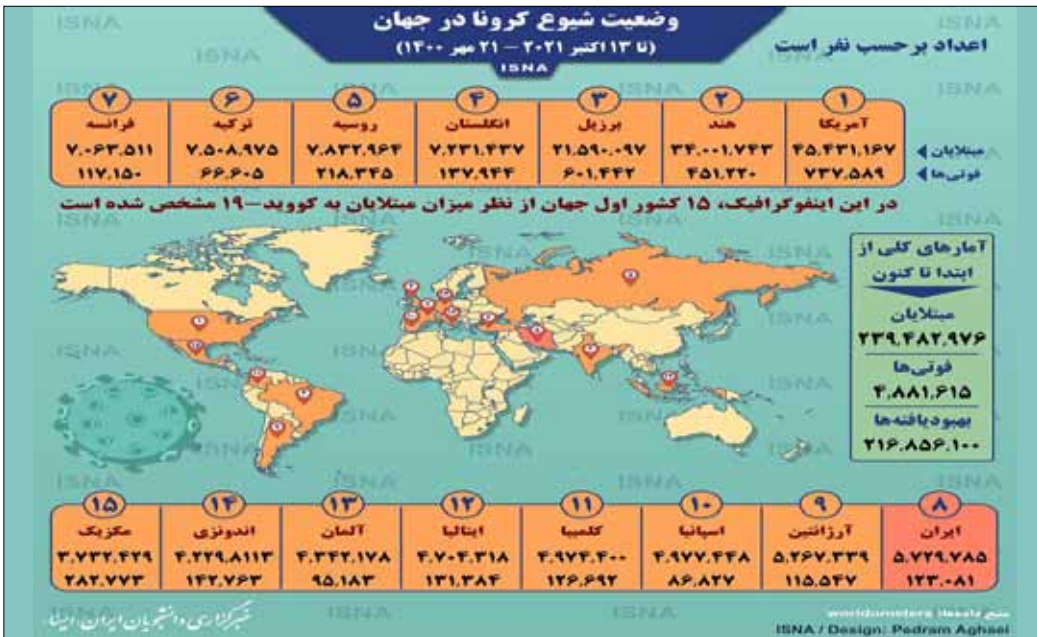 وضعیت شیوع کرونا در جهان
(تا ۱۳ اکتبر ۲۰۲۱ – ۲۱ مهر ۱۴۰۰)
ISNA
اعداد برحسب نفر است
۱ ۲ ۳ ۴ ۵ ۶ ۷
آمریکا هند برزیل انگلستان روسیه ترکیه فرانسه
مبتلایان ۴۵.۴۳۱.۱۶۷ ۳۴.۰۰۱.۷۴۳ ۲۱.۵۹۰.۰۹۷ ۷.۲۳۱.۴۳۷ ۷.۸۳۲.۹۶۴ ۷.۵۰۸.۹۷۵ ۷.۰۶۳.۵۱۱
فوتی‌ها ۷۳۷.۵۸۹ ۴۵۱.۲۲۰ ۶۰۱.۴۴۲ ۱۳۷.۹۴۴ ۲۱۸.۳۴۵ ۶۶.۶۰۵ ۱۱۷.۱۵۰
در این اینفوگرافیک، ۱۵ کشور اول جهان از نظر میزان مبتلایان به کووید–۱۹ مشخص شده است
آمارهای کلی از
ابتدا تا کنون
مبتلایان
۲۳۹.۴۸۲.۹۷۶
فوتی‌ها
۴.۸۸۱.۶۱۵
بهبودیافته‌ها
۲۱۶.۸۵۶.۱۰۰
۸ ۹ ۱۰ ۱۱ ۱۲ ۱۳ ۱۴ ۱۵
ایران آرژانتین اسپانیا کلمبیا ایتالیا آلمان اندونزی مکزیک
۵.۷۲۹.۷۸۵ ۵.۲۶۷.۳۳۹ ۴.۹۷۷.۴۴۸ ۴.۹۷۴.۴۰۰ ۴.۷۰۴.۳۱۸ ۴.۳۴۲.۱۷۸ ۴.۲۲۹.۸۱۱۳ ۳.۷۳۲.۴۲۹
۱۲۳.۰۸۱ ۱۱۵.۵۴۷ ۸۶.۸۲۷ ۱۲۶.۶۹۲ ۱۳۱.۳۸۴ ۹۵.۱۸۳ ۱۴۲.۷۶۳ ۲۸۲.۷۷۳
خبرگزاری دانشجویان ایران، ایسنا
worldometers
ISNA / Design: Pedram Aghaei